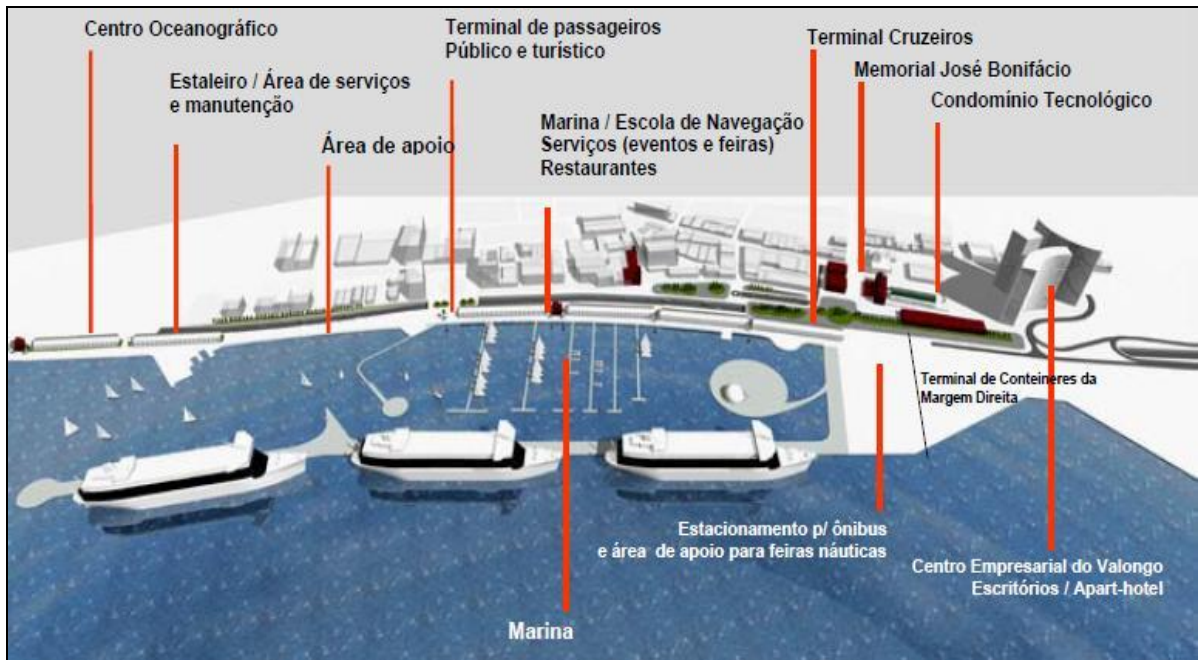 Centro Oceanográfico
Estaleiro / Área de serviços
e manutenção
Área de apoio
Terminal de passageiros
Público e turístico
Marina / Escola de Navegação
Serviços (eventos e feiras)
Restaurantes
Terminal Cruzeiros
Memorial José Bonifácio
Condomínio Tecnológico
Terminal de Conteineres da
Margem Direita
Estacionamento p/ ônibus
e área de apoio para feiras náuticas
Centro Empresarial do Valongo
Escritórios / Apart-hotel
Marina